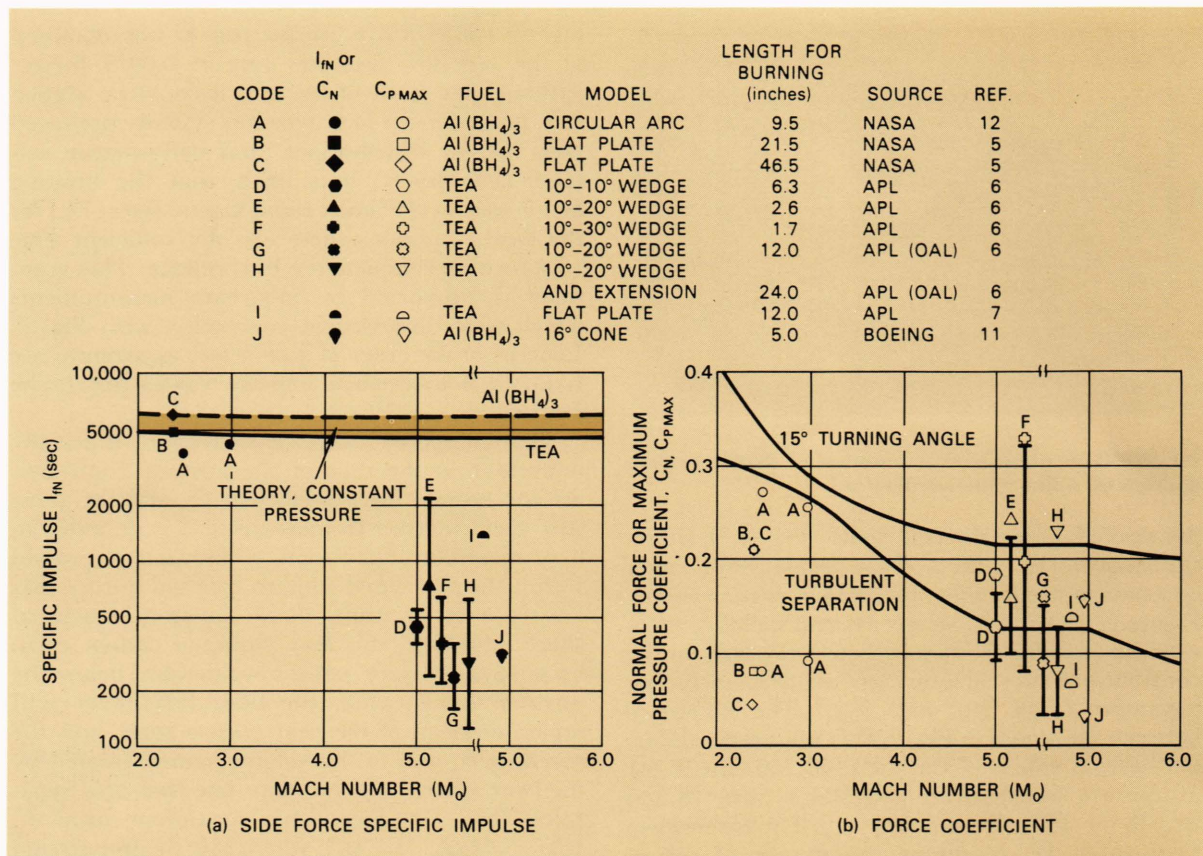 LENGTH FOR
I_fN or BURNING
CODE C_N C_P MAX FUEL MODEL (inches) SOURCE REF.
A Al(BH₄)₃ CIRCULAR ARC 9.5 NASA 12
B Al(BH₄)₃ FLAT PLATE 21.5 NASA 5
C Al(BH₄)₃ FLAT PLATE 46.5 NASA 5
D TEA 10°–10° WEDGE 6.3 APL 6
E TEA 10°–20° WEDGE 2.6 APL 6
F TEA 10°–30° WEDGE 1.7 APL 6
G TEA 10°–20° WEDGE 12.0 APL (OAL) 6
H TEA 10°–20° WEDGE
AND EXTENSION 24.0 APL (OAL) 6
I TEA FLAT PLATE 12.0 APL 7
J Al(BH₄)₃ 16° CONE 5.0 BOEING 11
SPECIFIC IMPULSE I_fN (sec)
10,000
5000
2000
1000
500
200
100
C
Al(BH₄)₃
B
A
A
TEA
THEORY, CONSTANT
PRESSURE
E
I
F
H
D
J
G
2.0 3.0 4.0 5.0 4.9 6.0
MACH NUMBER (M₀)
(a) SIDE FORCE SPECIFIC IMPULSE
NORMAL FORCE OR MAXIMUM
PRESSURE COEFFICIENT, C_N, C_P MAX
0.4
0.3
0.2
0.1
0
15° TURNING ANGLE
F
A
A
E
H
B, C
D
G
TURBULENT
SEPARATION
I
J
D
B
A
A
I
C
H
J
2.0 3.0 4.0 5.0 5.0 6.0
MACH NUMBER (M₀)
(b) FORCE COEFFICIENT